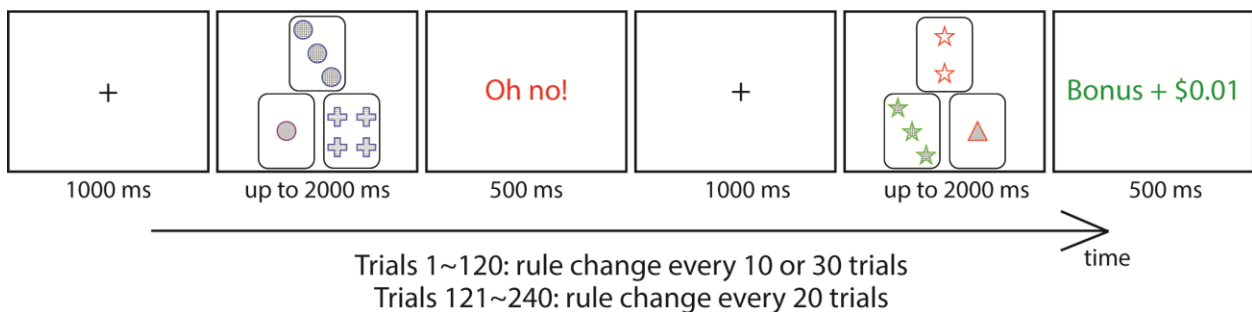 +
Oh no!
+
Bonus + $0.01
1000 ms
up to 2000 ms
500 ms
1000 ms
up to 2000 ms
500 ms
time
Trials 1~120: rule change every 10 or 30 trials
Trials 121~240: rule change every 20 trials